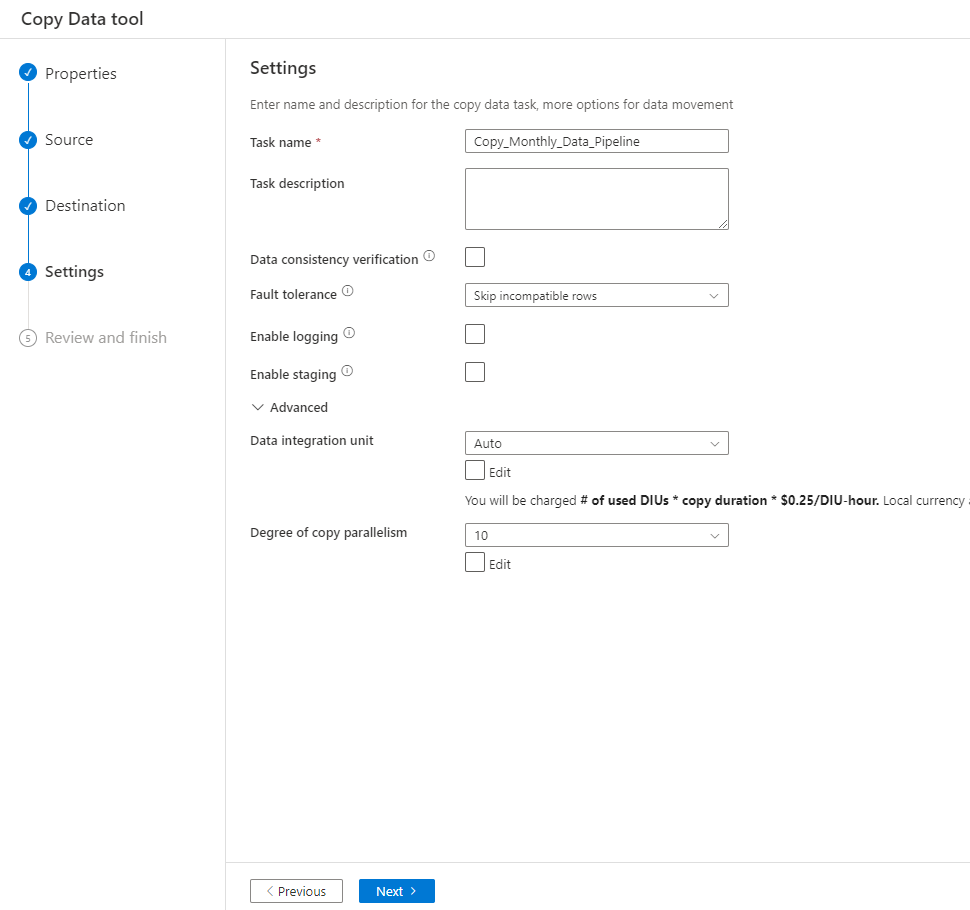 Copy Data tool
Properties
Source
Destination
4 Settings
5 Review and finish
Settings
Enter name and description for the copy data task, more options for data movement
Task name * Copy_Monthly_Data_Pipeline
Task description
Data consistency verification
Fault tolerance Skip incompatible rows
Enable logging
Enable staging
Advanced
Data integration unit Auto
Edit
You will be charged # of used DIUs * copy duration * $0.25/DIU-hour. Local currency
Degree of copy parallelism 10
Edit
Previous Next